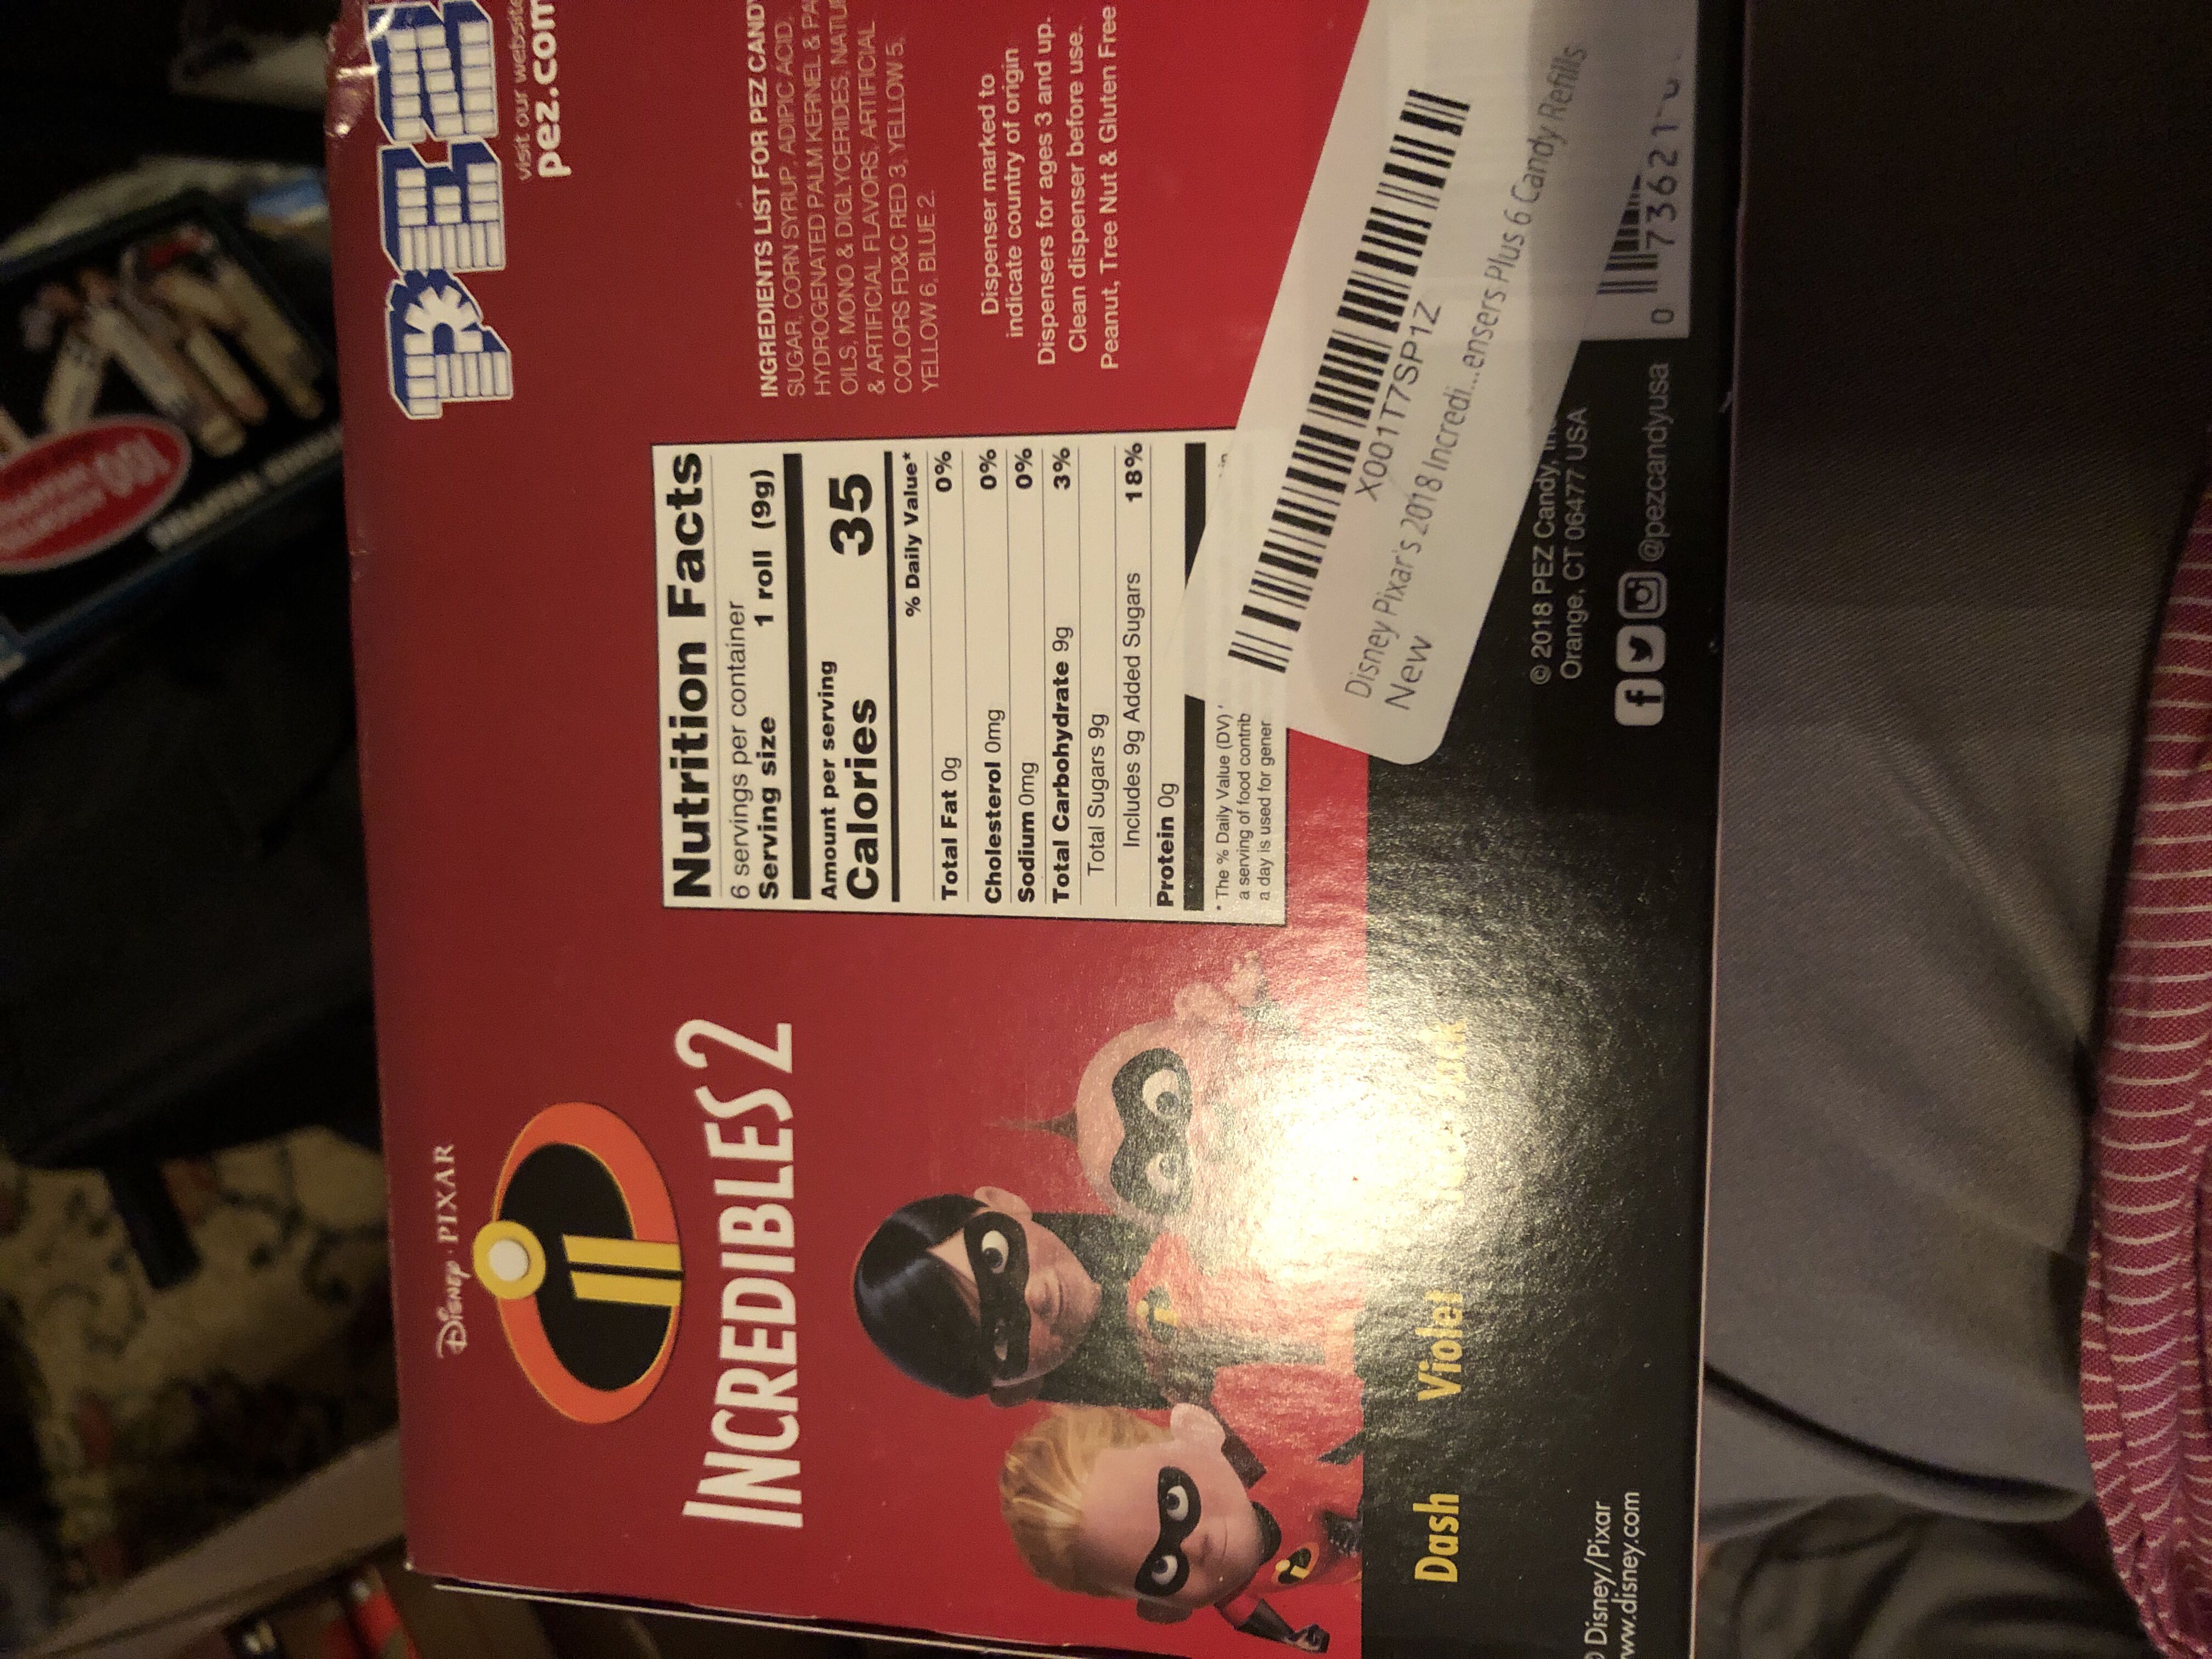 DISNEY · PIXAR
INCREDIBLES 2
Dash
Violet
Disney/Pixar
www.disney.com
Nutrition Facts
6 servings per container
Serving size 1 roll (9g)
Amount per serving
Calories 35
% Daily Value*
Total Fat 0g 0%
Cholesterol 0mg 0%
Sodium 0mg 0%
Total Carbohydrate 9g 3%
Total Sugars 9g
Includes 9g Added Sugars 18%
Protein 0g
* The % Daily Value (DV)
a serving of food contrib
a day is used for gener
PEZ
visit our website
pez.com
INGREDIENTS LIST FOR PEZ CANDY
SUGAR, CORN SYRUP, ADIPIC ACID,
HYDROGENATED PALM KERNEL & PA
OILS, MONO & DIGLYCERIDES, NATU
& ARTIFICIAL FLAVORS, ARTIFICIAL
COLORS FD&C RED 3, YELLOW 5,
YELLOW 6, BLUE 2.
Dispenser marked to
indicate country of origin
Dispensers for ages 3 and up.
Clean dispenser before use.
Peanut, Tree Nut & Gluten Free
X001T7SP1Z
Disney Pixar's 2018 Incredi...ensers Plus 6 Candy Refills
New
0 73621
© 2018 PEZ Candy,
Orange, CT 06477 USA
@pezcandyusa
100